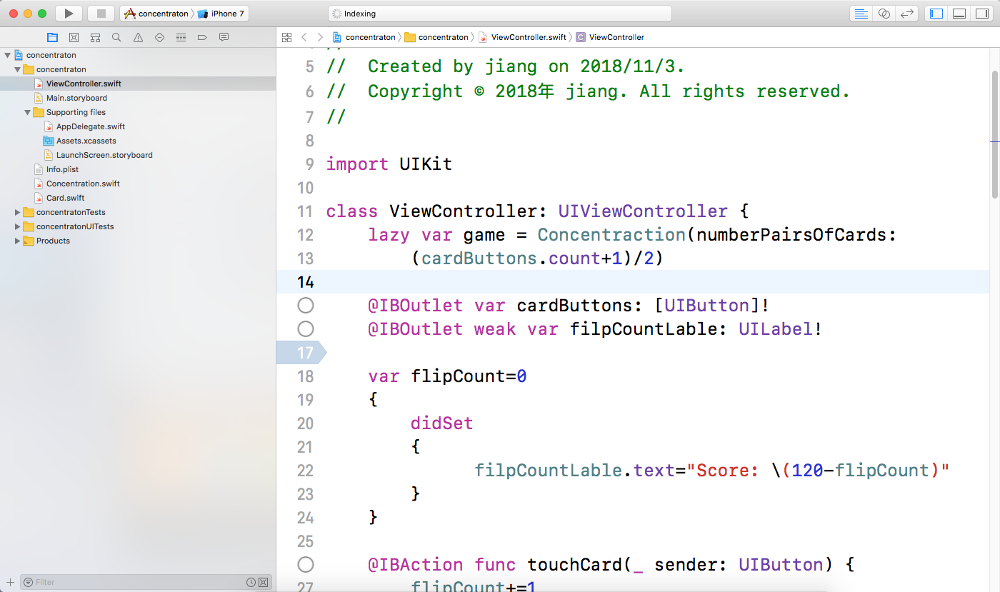 concentraton
iPhone 7
Indexing
concentraton
concentraton
ViewController.swift
Main.storyboard
Supporting files
AppDelegate.swift
Assets.xcassets
LaunchScreen.storyboard
Info.plist
Concentration.swift
Card.swift
concentratonTests
concentratonUITests
Products
Filter
concentraton
concentraton
ViewController.swift
C ViewController
5 //  Created by jiang on 2018/11/3.
6 //  Copyright © 2018年 jiang. All rights reserved.
7 //
8
9 import UIKit
10
11 class ViewController: UIViewController {
12     lazy var game = Concentraction(numberPairsOfCards:
13         (cardButtons.count+1)/2)
14
@IBOutlet var cardButtons: [UIButton]!
@IBOutlet weak var filpCountLable: UILabel!
17
18     var flipCount=0
19     {
20         didSet
21         {
22               filpCountLable.text="Score: \(120-flipCount)"
23         }
24     }
25
@IBAction func touchCard(_ sender: UIButton) {
27         flipCount+=1